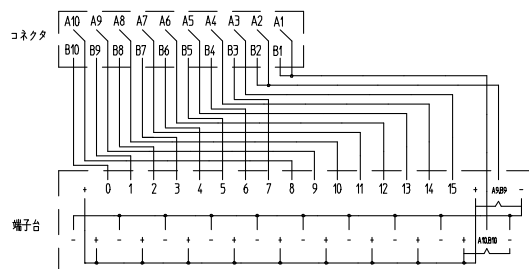 A10 A9 A8 A7 A6 A5 A4 A3 A2 A1
コネクタ
B10 B9 B8 B7 B6 B5 B4 B3 B2 B1
+ 0 1 2 3 4 5 6 7 8 9 10 11 12 13 14 15 + A9,B9 -
端子台
- + - + - + - + - + - + - + - + - + A10,B10 -